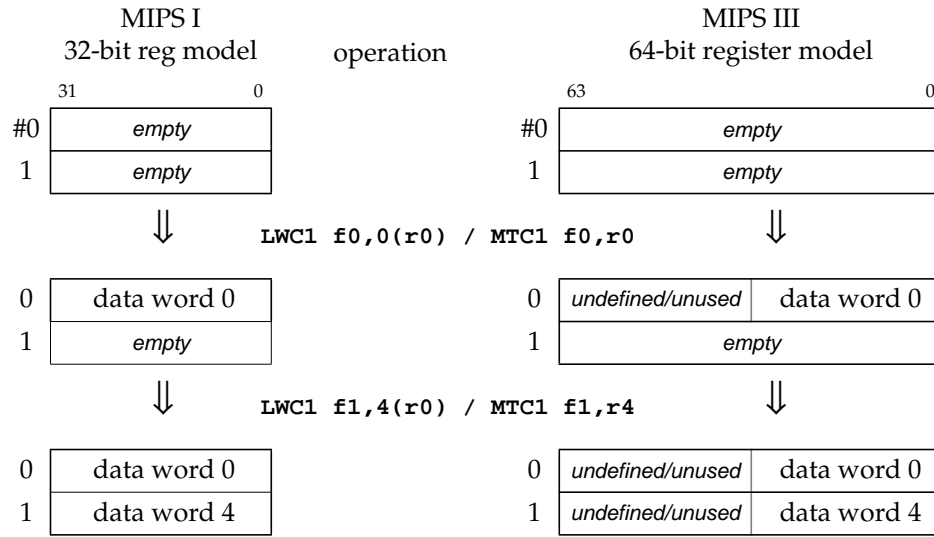 MIPS I operation MIPS III
32-bit reg model 64-bit register model
31 0 63 0
#0 empty #0 empty
1 empty 1 empty
⇓ LWC1 f0,0(r0) / MTC1 f0,r0 ⇓
0 data word 0 0 undefined/unused data word 0
1 empty 1 empty
⇓ LWC1 f1,4(r0) / MTC1 f1,r4 ⇓
0 data word 0 0 undefined/unused data word 0
1 data word 4 1 undefined/unused data word 4